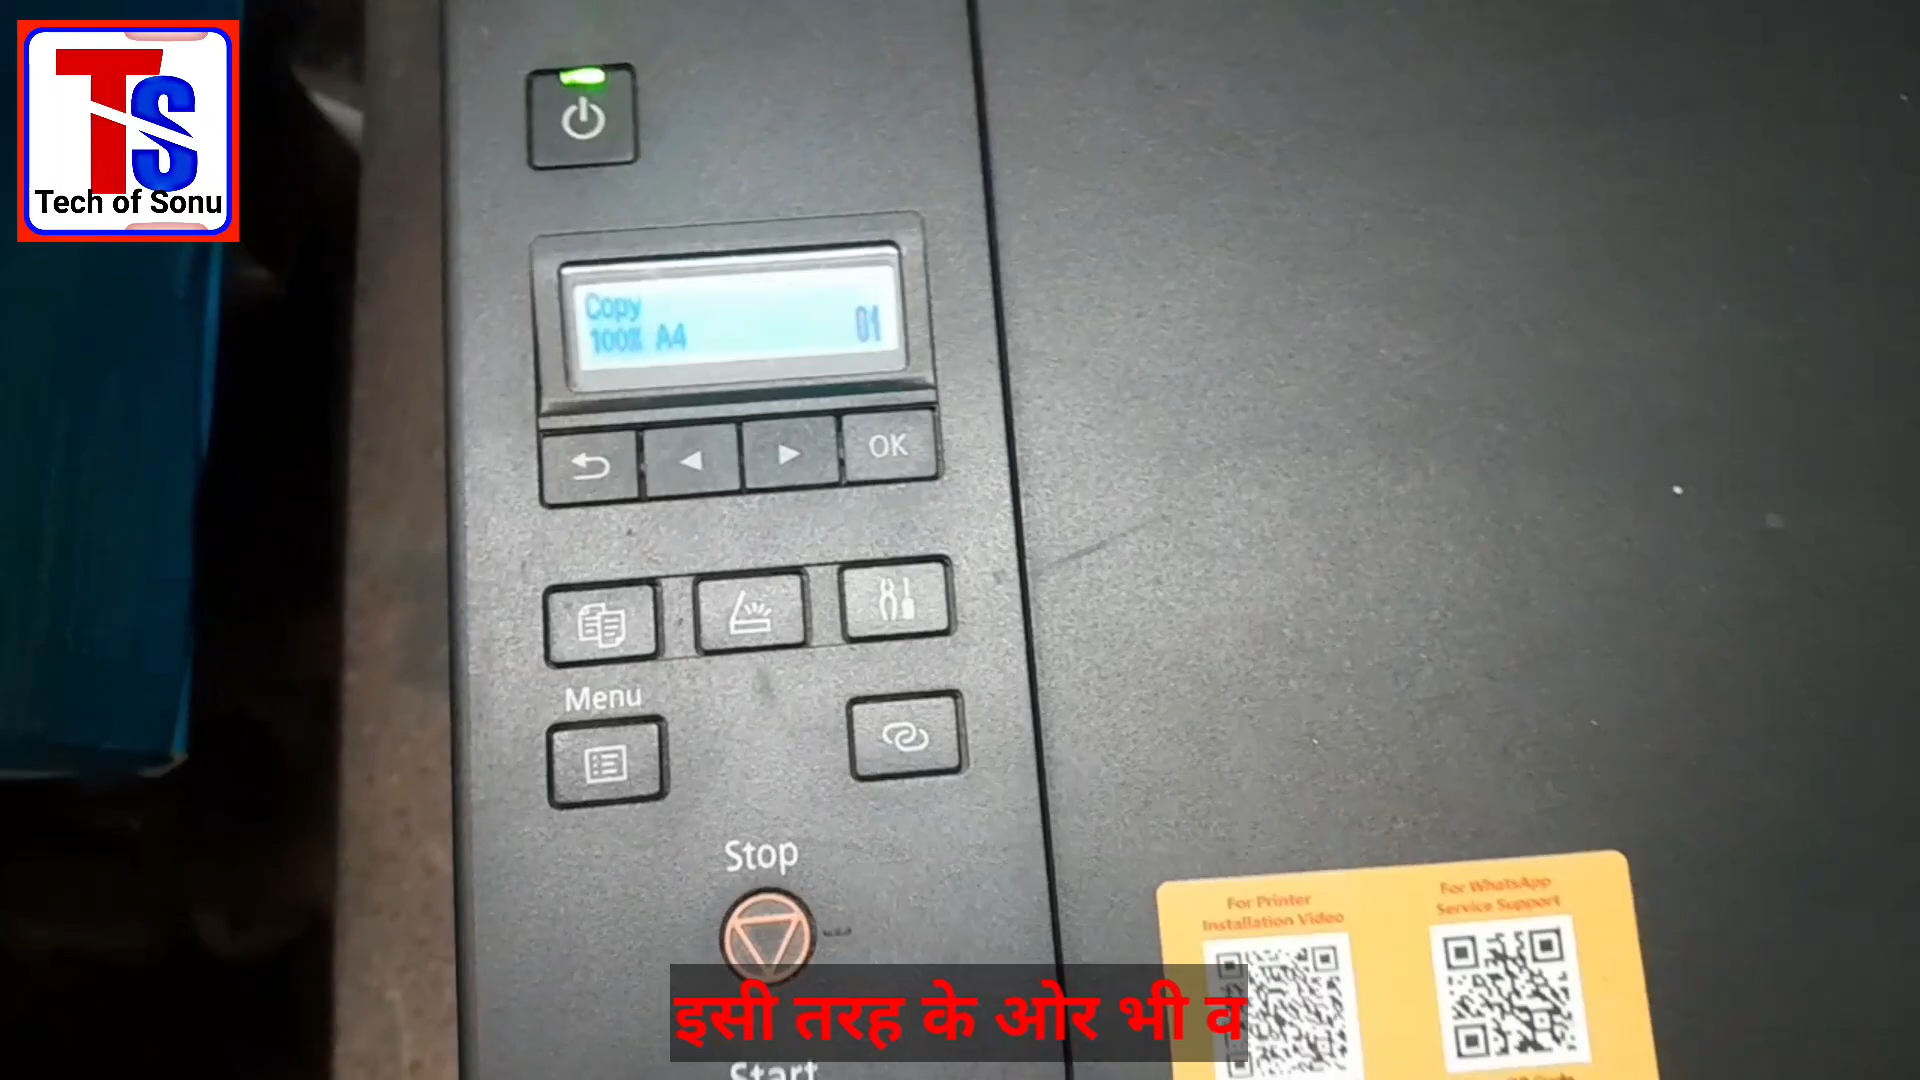 TS
Tech of Sonu
Copy
100% A4 01
OK
Menu
Stop
For Printer
Installation Video
For WhatsApp
Service Support
इसी तरह के ओर भी व
Start